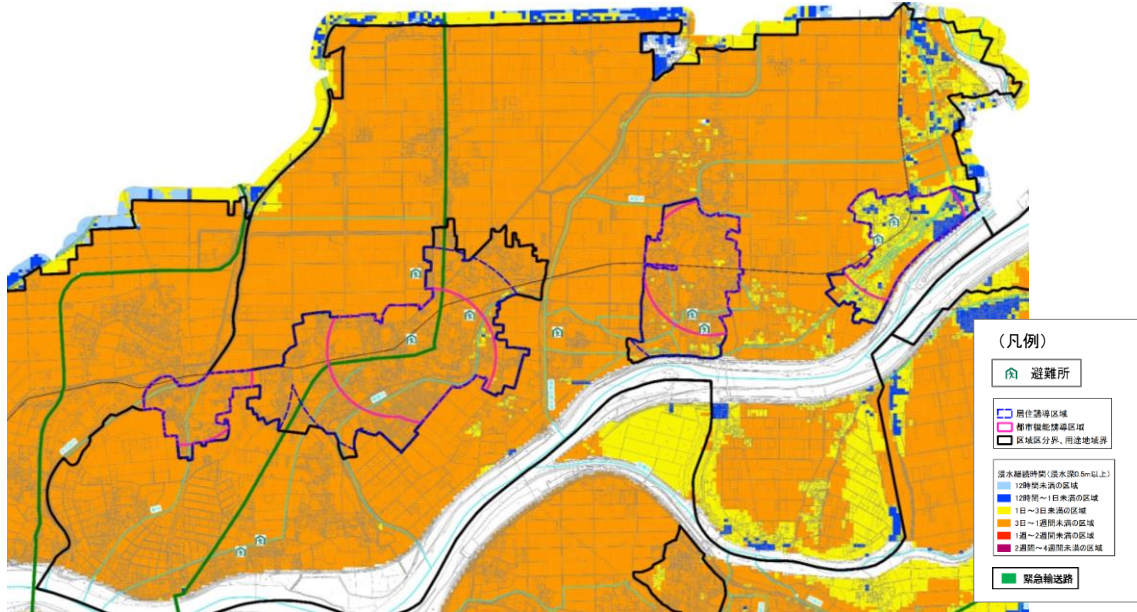 （凡例）
避難所
居住誘導区域
都市機能誘導区域
区域区分界、用途地域界
浸水継続時間（浸水深0.5m以上）
12時間未満の区域
12時間～1日未満の区域
1日～3日未満の区域
3日～1週間未満の区域
1週～2週間未満の区域
2週間～4週間未満の区域
緊急輸送路